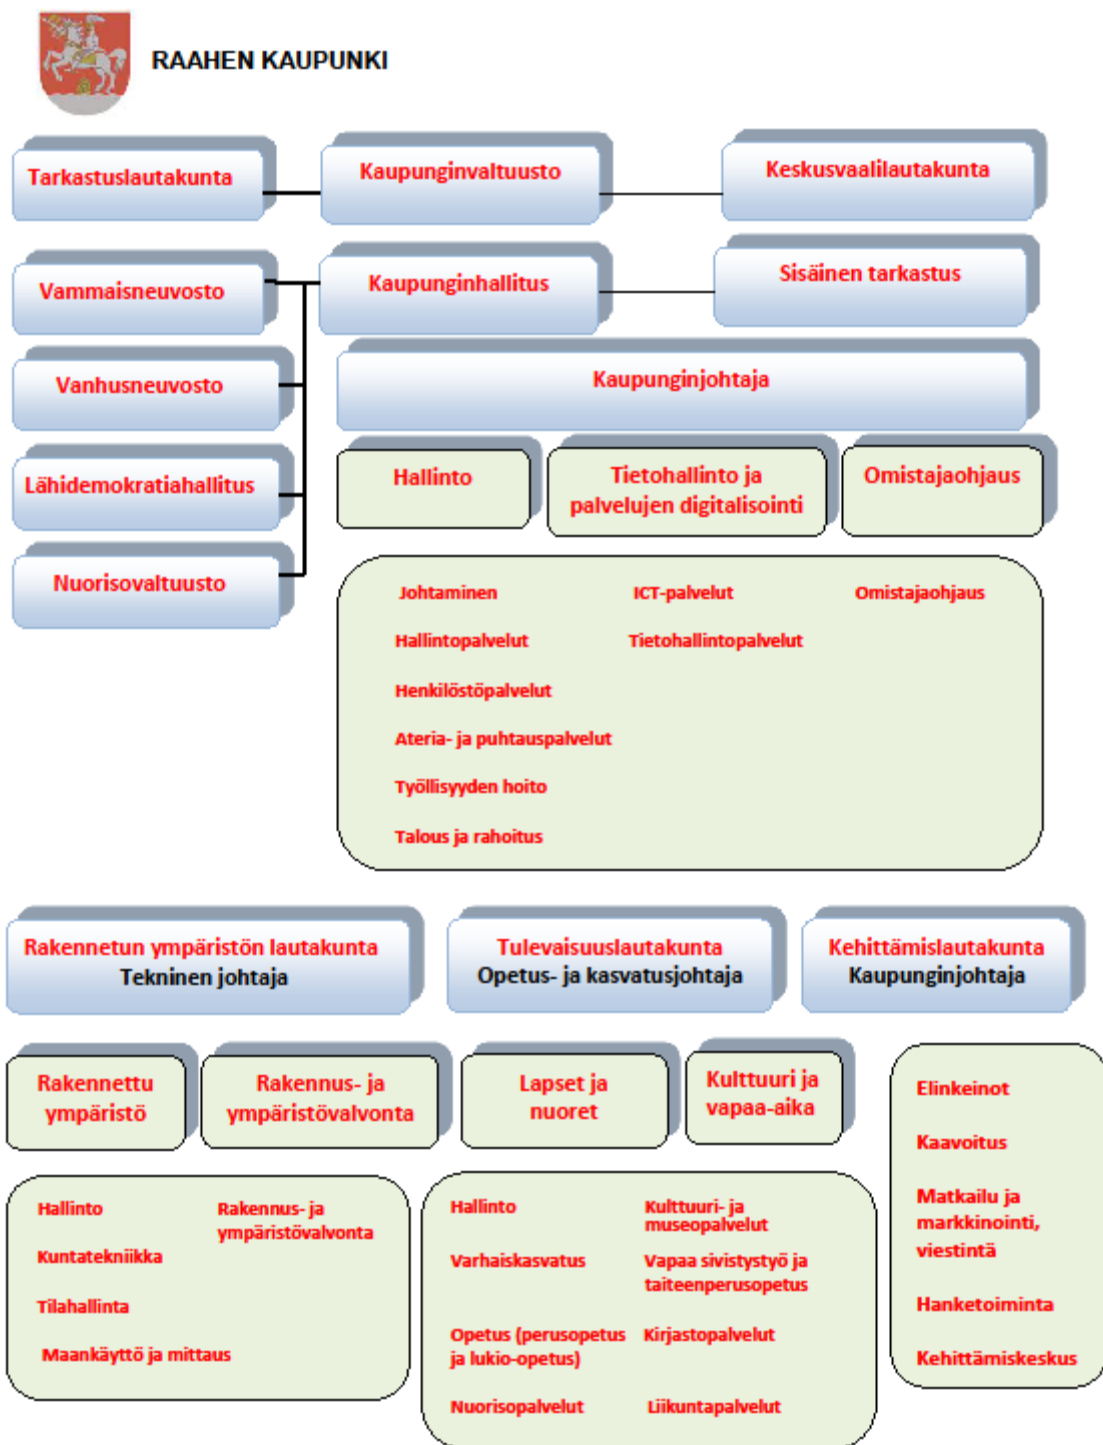 RAAHEN KAUPUNKI
Tarkastuslautakunta
Kaupunginvaltuusto
Keskusvaalilautakunta
Vammaisneuvosto
Kaupunginhallitus
Sisäinen tarkastus
Vanhusneuvosto
Kaupunginjohtaja
Lähidemokratiahallitus
Hallinto
Tietohallinto ja
palvelujen digitalisointi
Omistajaohjaus
Nuorisovaltuusto
Johtaminen
ICT-palvelut
Omistajaohjaus
Hallintopalvelut
Tietohallintopalvelut
Henkilöstöpalvelut
Ateria- ja puhtauspalvelut
Työllisyyden hoito
Talous ja rahoitus
Rakennetun ympäristön lautakunta
Tekninen johtaja
Tulevaisuuslautakunta
Opetus- ja kasvatusjohtaja
Kehittämislautakunta
Kaupunginjohtaja
Rakennettu
ympäristö
Rakennus- ja
ympäristövalvonta
Lapset ja
nuoret
Kulttuuri ja
vapaa-aika
Hallinto
Kuntatekniikka
Tilahallinta
Maankäyttö ja mittaus
Rakennus- ja
ympäristövalvonta
Hallinto
Varhaiskasvatus
Opetus (perusopetus
ja lukio-opetus)
Nuorisopalvelut
Kulttuuri- ja
museopalvelut
Vapaa sivistystyö ja
taiteenperusopetus
Kirjastopalvelut
Liikuntapalvelut
Elinkeinot
Kaavoitus
Matkailu ja
markkinointi,
viestintä
Hanketoiminta
Kehittämiskeskus